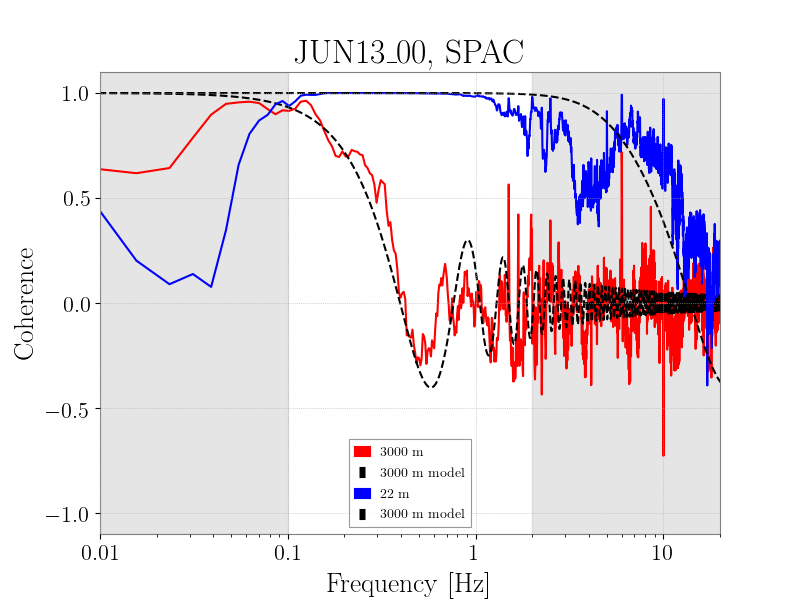 JUN13_00, SPAC
1.0
0.5
0.0
−0.5
−1.0
Coherence
3000 m
3000 m model
22 m
3000 m model
0.01 0.1 1 10
Frequency [Hz]